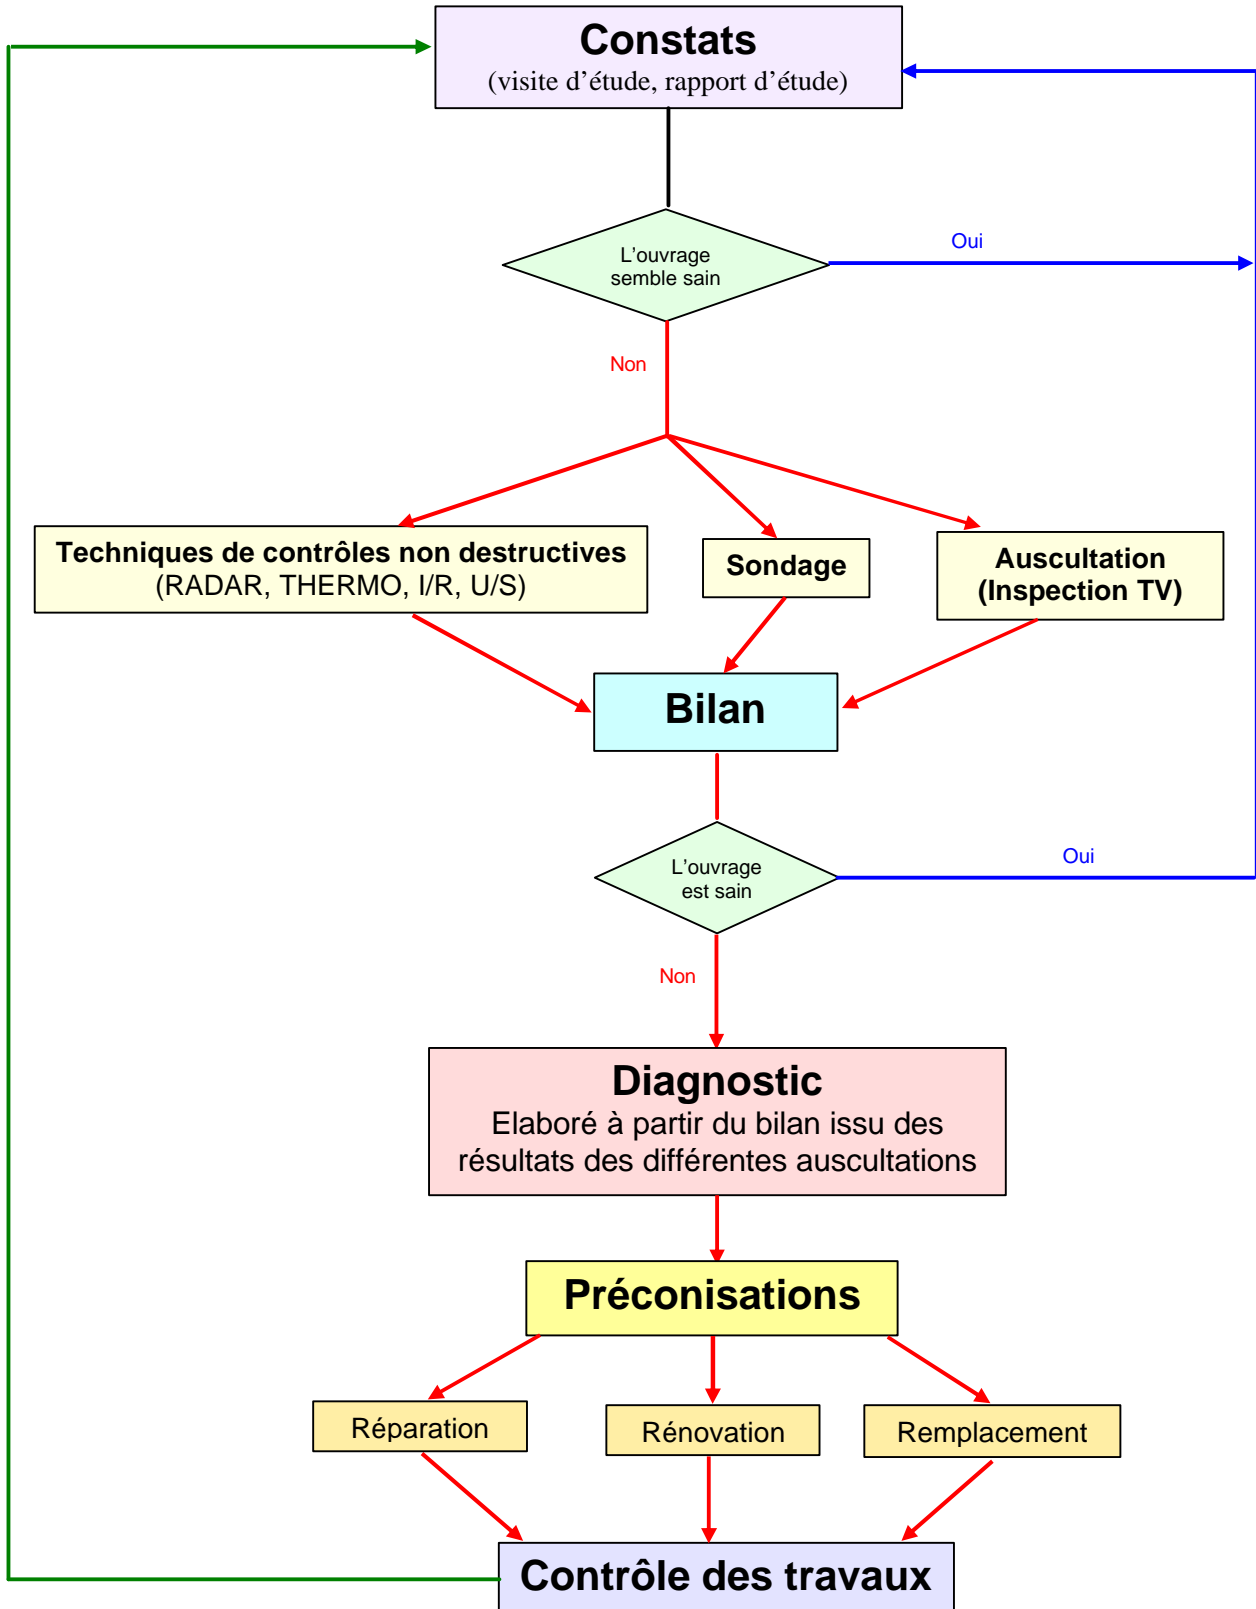 Constats
(visite d'étude, rapport d'étude)
L'ouvrage
semble sain
Oui
Non
Techniques de contrôles non destructives
(RADAR, THERMO, I/R, U/S)
Sondage
Auscultation
(Inspection TV)
Bilan
L'ouvrage
est sain
Oui
Non
Diagnostic
Elaboré à partir du bilan issu des
résultats des différentes auscultations
Préconisations
Réparation
Rénovation
Remplacement
Contrôle des travaux